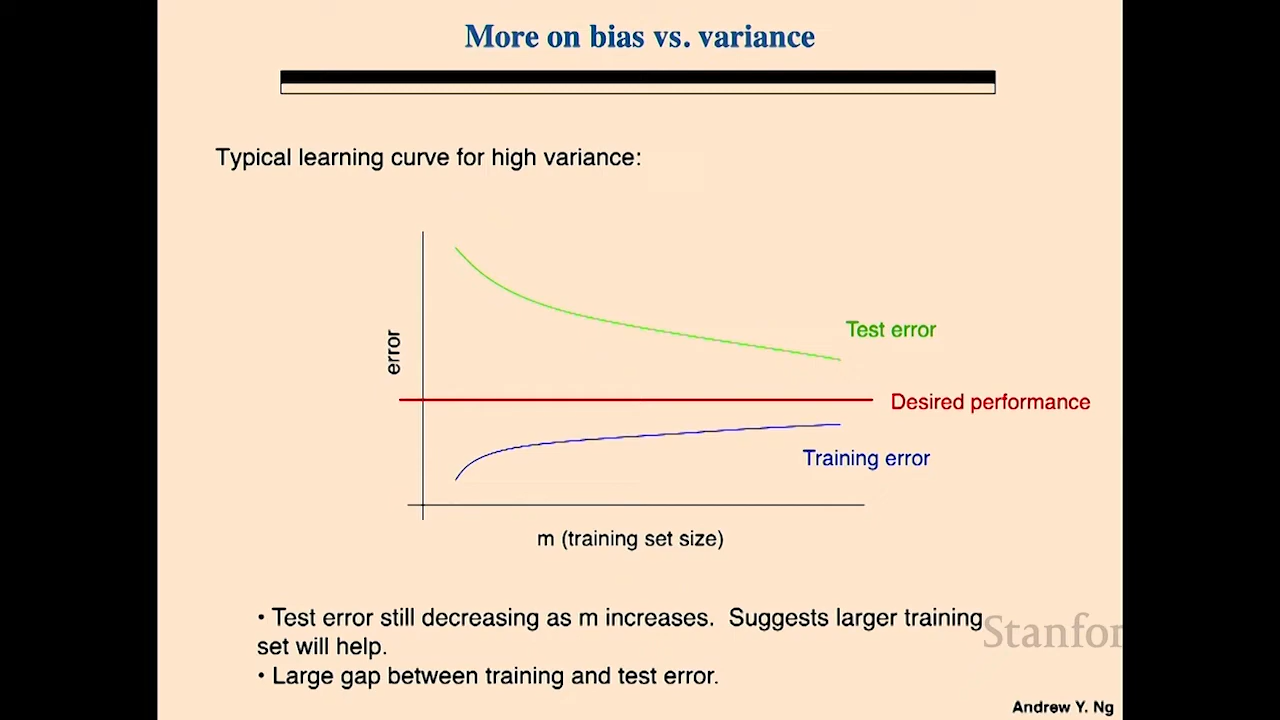 More on bias vs. variance
Typical learning curve for high variance:
error
Test error
Desired performance
Training error
m (training set size)
• Test error still decreasing as m increases.  Suggests larger training
set will help.
• Large gap between training and test error.
Stanfor
Andrew Y. Ng